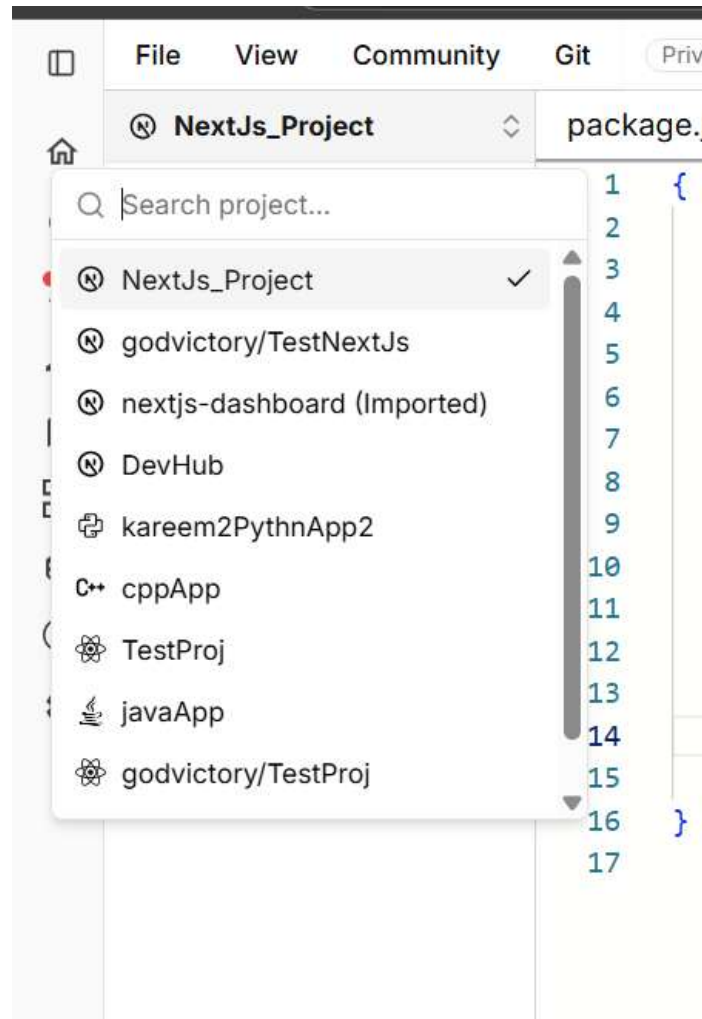 File View Community Git Priv
NextJs_Project
package.
Search project...
NextJs_Project
godvictory/TestNextJs
nextjs-dashboard (Imported)
DevHub
kareem2PythnApp2
C++ cppApp
TestProj
javaApp
godvictory/TestProj
1 {
2
3
4
5
6
7
8
9
10
11
12
13
14
15
16 }
17